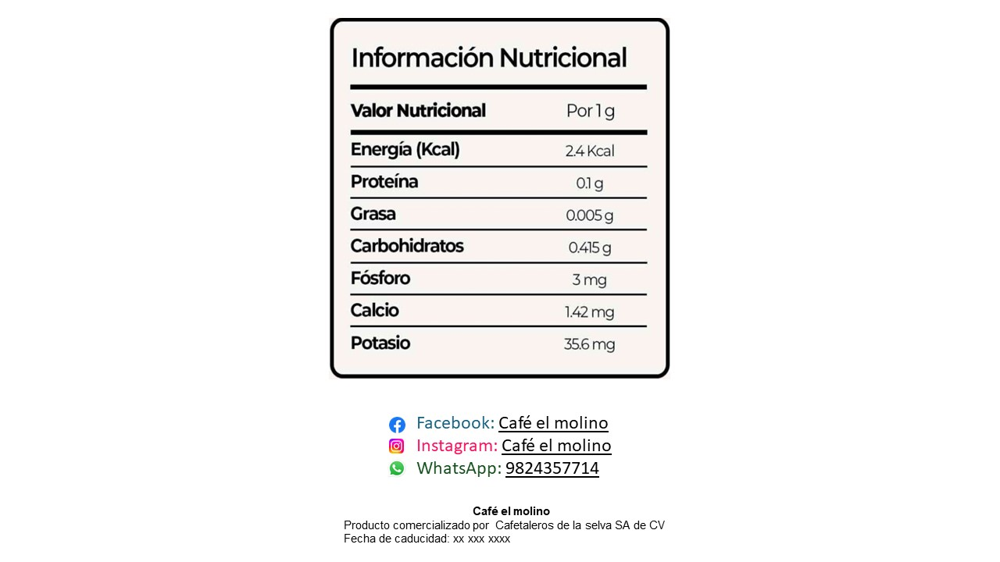 Información Nutricional
Valor Nutricional Por 1 g
Energía (Kcal) 2.4 Kcal
Proteína 0.1 g
Grasa 0.005 g
Carbohidratos 0.415 g
Fósforo 3 mg
Calcio 1.42 mg
Potasio 35.6 mg
Facebook: Café el molino
Instagram: Café el molino
WhatsApp: 9824357714
Café el molino
Producto comercializado por Cafetaleros de la selva SA de CV
Fecha de caducidad: xx xxx xxxx